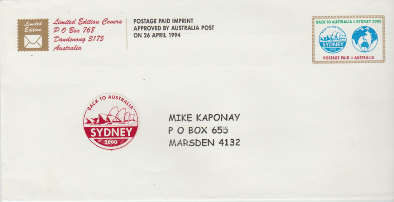 Limited
Edition
Limited Edition Covers
P O Box 768
Dandenong 3175
Australia
POSTAGE PAID IMPRINT
APPROVED BY AUSTRALIA POST
ON 26 APRIL 1994
BACK TO AUSTRALIA : SYDNEY 2000
SYDNEY
POSTAGE PAID : AUSTRALIA
BACK TO AUSTRALIA
SYDNEY
2000
MIKE KAPONAY
P O BOX 655
MARSDEN 4132